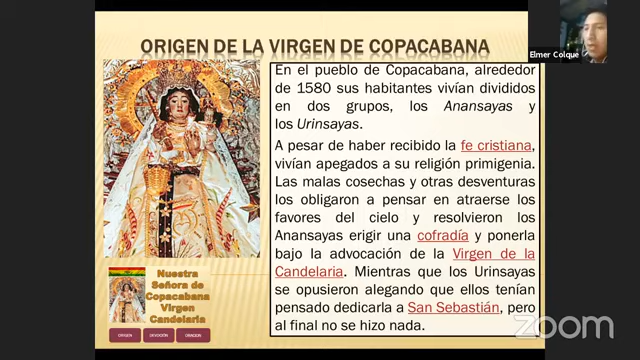 ORIGEN DE LA VIRGEN DE COPACABANA
Elmer Colque
En el pueblo de Copacabana, alrededor
de 1580 sus habitantes vivían divididos
en dos grupos, los Anansayas y
los Urinsayas.
A pesar de haber recibido la fe cristiana,
vivían apegados a su religión primigenia.
Las malas cosechas y otras desventuras
los obligaron a pensar en atraerse los
favores del cielo y resolvieron los
Anansayas erigir una cofradía y ponerla
bajo la advocación de la Virgen de la
Candelaria. Mientras que los Urinsayas
se opusieron alegando que ellos tenían
pensado dedicarla a San Sebastián, pero
al final no se hizo nada.
Nuestra
Señora de
Copacabana
Virgen
Candelaria
ORIGEN
DEVOCIÓN
ORACION
zoom